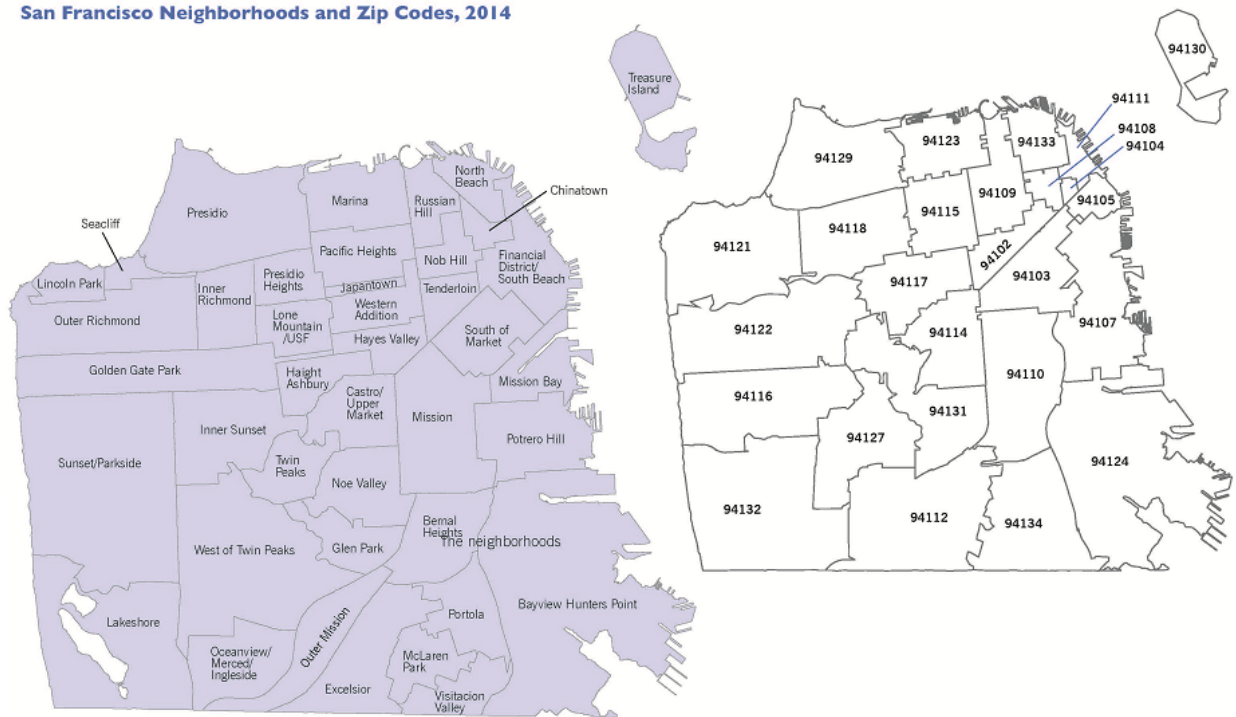 San Francisco Neighborhoods and Zip Codes, 2014
Treasure
Island
North
Beach
Chinatown
Marina
Russian
Hill
Presidio
Seacliff
Pacific Heights
Nob Hill
Financial
District/
South Beach
Lincoln Park
Inner
Richmond
Presidio
Heights
Japantown
Tenderloin
Outer Richmond
Lone
Mountain
/USF
Western
Addition
Hayes Valley
South of
Market
Golden Gate Park
Haight
Ashbury
Castro/
Upper
Market
Mission Bay
Mission
Inner Sunset
Potrero Hill
Sunset/Parkside
Twin
Peaks
Noe Valley
Bernal
Heights
The neighborhoods
West of Twin Peaks
Glen Park
Bayview Hunters Point
Lakeshore
Portola
Outer Mission
Oceanview/
Merced/
Ingleside
McLaren
Park
Excelsior
Visitacion
Valley
94130
94111
94108
94104
94123
94133
94129
94109
94105
94115
94118
94121
94102
94103
94117
94122
94114
94107
94110
94116
94131
94127
94124
94132
94112
94134